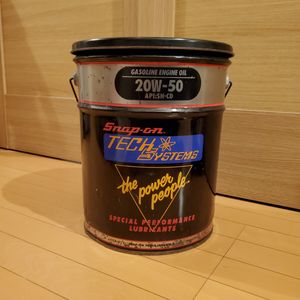 GASOLINE ENGINE OIL
20W-50
API:SH-CD
Snap-on
TECH
SYSTEMS
the power
people.
SPECIAL PERFORMANCE
LUBRICANTS